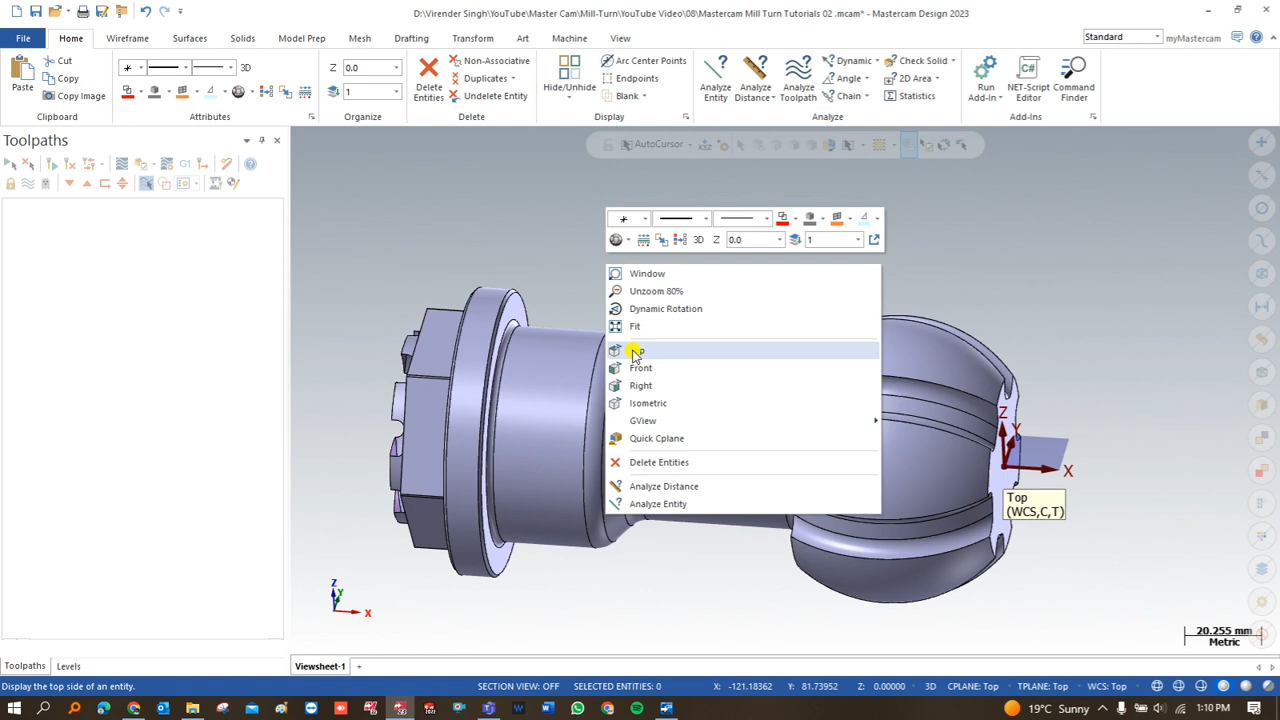 D:\Virender Singh\YouTube\Master Cam\Mill-Turn\YouTube Video\08\Mastercam Mill Turn Tutorials 02 .mcam* - Mastercam Design 2023
File Home Wireframe Surfaces Solids Model Prep Mesh Drafting Transform Art Machine View Standard myMastercam
Paste
Cut
Copy
Copy Image
Clipboard
3D
Attributes
Z 0.0
1
Organize
Delete
Entities
Non-Associative
Duplicates
Undelete Entity
Delete
Hide/Unhide
Arc Center Points
Endpoints
Blank
Display
Analyze
Entity
Analyze
Distance
Analyze
Toolpath
Dynamic
Angle
Chain
Check Solid
2D Area
Statistics
Analyze
Run
Add-In
NET-Script
Editor
Command
Finder
Add-Ins
Toolpaths
G1
AutoCursor
3D Z 0.0 1
Window
Unzoom 80%
Dynamic Rotation
Fit
Front
Right
Isometric
GView
Quick Cplane
Delete Entities
Analyze Distance
Analyze Entity
Z
Y
X
Top
(WCS,C,T)
Z
Y
X
20.255 mm
Metric
Toolpaths Levels
Viewsheet-1 +
Display the top side of an entity.
SECTION VIEW: OFF SELECTED ENTITIES: 0 X: -121.18362 Y: 81.73952 Z: 0.00000 3D CPLANE: Top TPLANE: Top WCS: Top
2022
19°C Sunny 1:10 PM